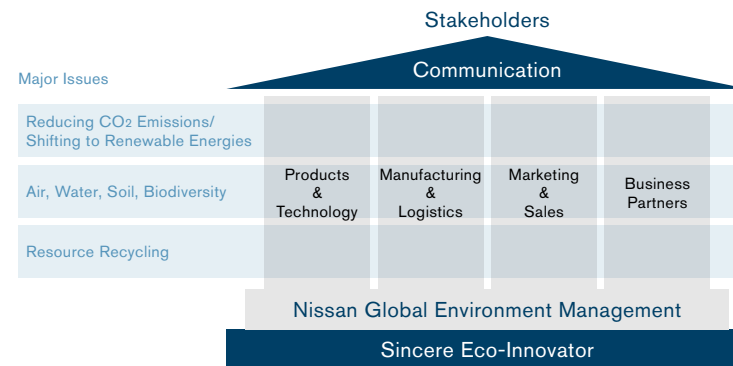 Stakeholders
Communication
Major Issues
Reducing CO2 Emissions/
Shifting to Renewable Energies
Air, Water, Soil, Biodiversity
Resource Recycling
Products
&
Technology
Manufacturing
&
Logistics
Marketing
&
Sales
Business
Partners
Nissan Global Environment Management
Sincere Eco-Innovator